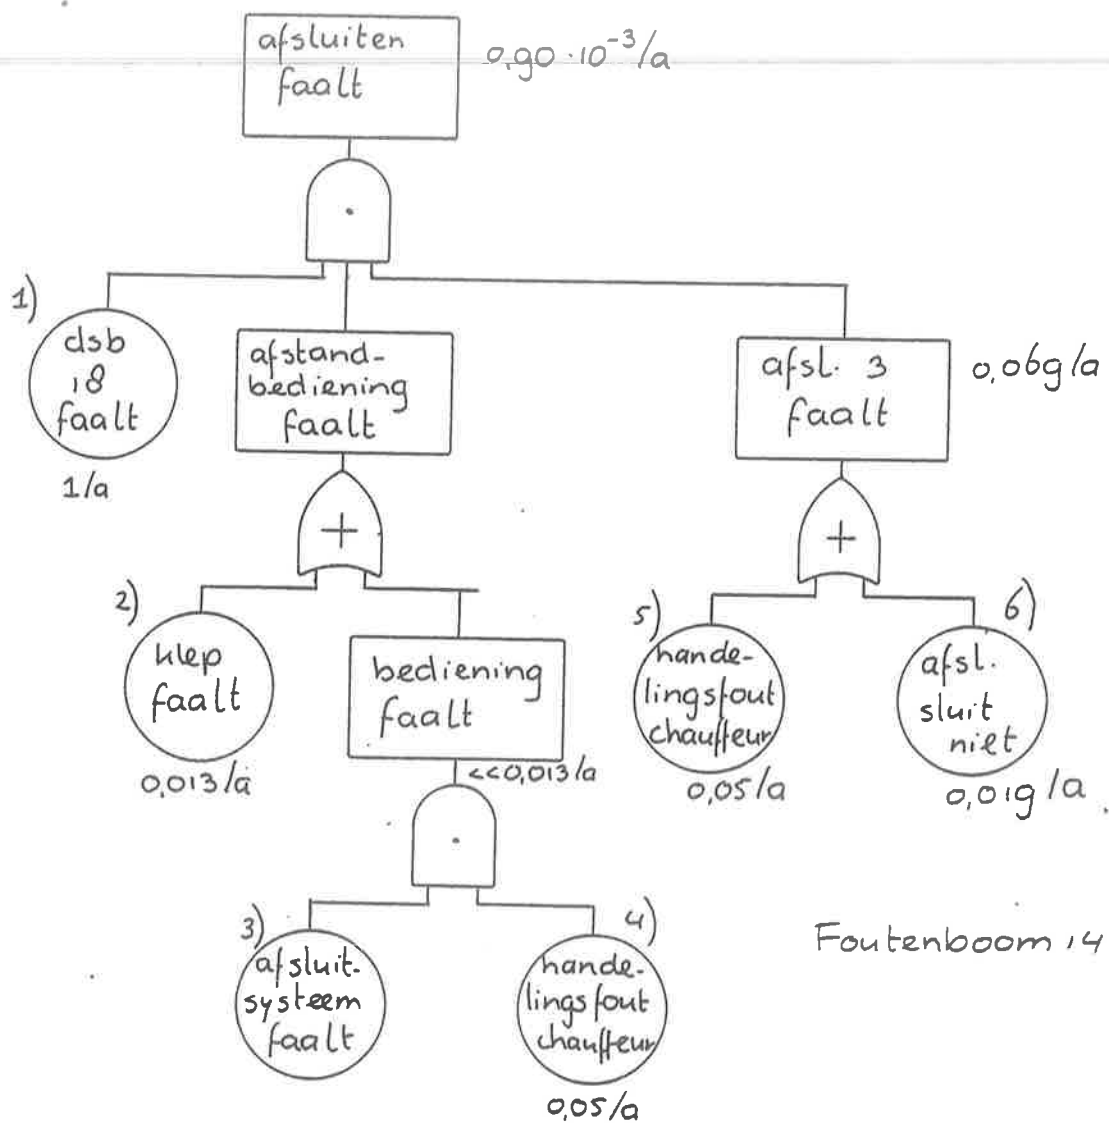 afsluiten
faalt
0,90·10⁻³/a
·
1)
dsb
18
faalt
1/a
afstand-
bediening
faalt
afsl. 3
faalt
0,069/a
+
+
2)
klep
faalt
0,013/a
bediening
faalt
<<0,013/a
5)
hande-
lingsfout
chauffeur
0,05/a
6)
afsl.
sluit
niet
0,019/a
·
3)
afsluit-
systeem
faalt
4)
hande-
lingsfout
chauffeur
0,05/a
Foutenboom 14